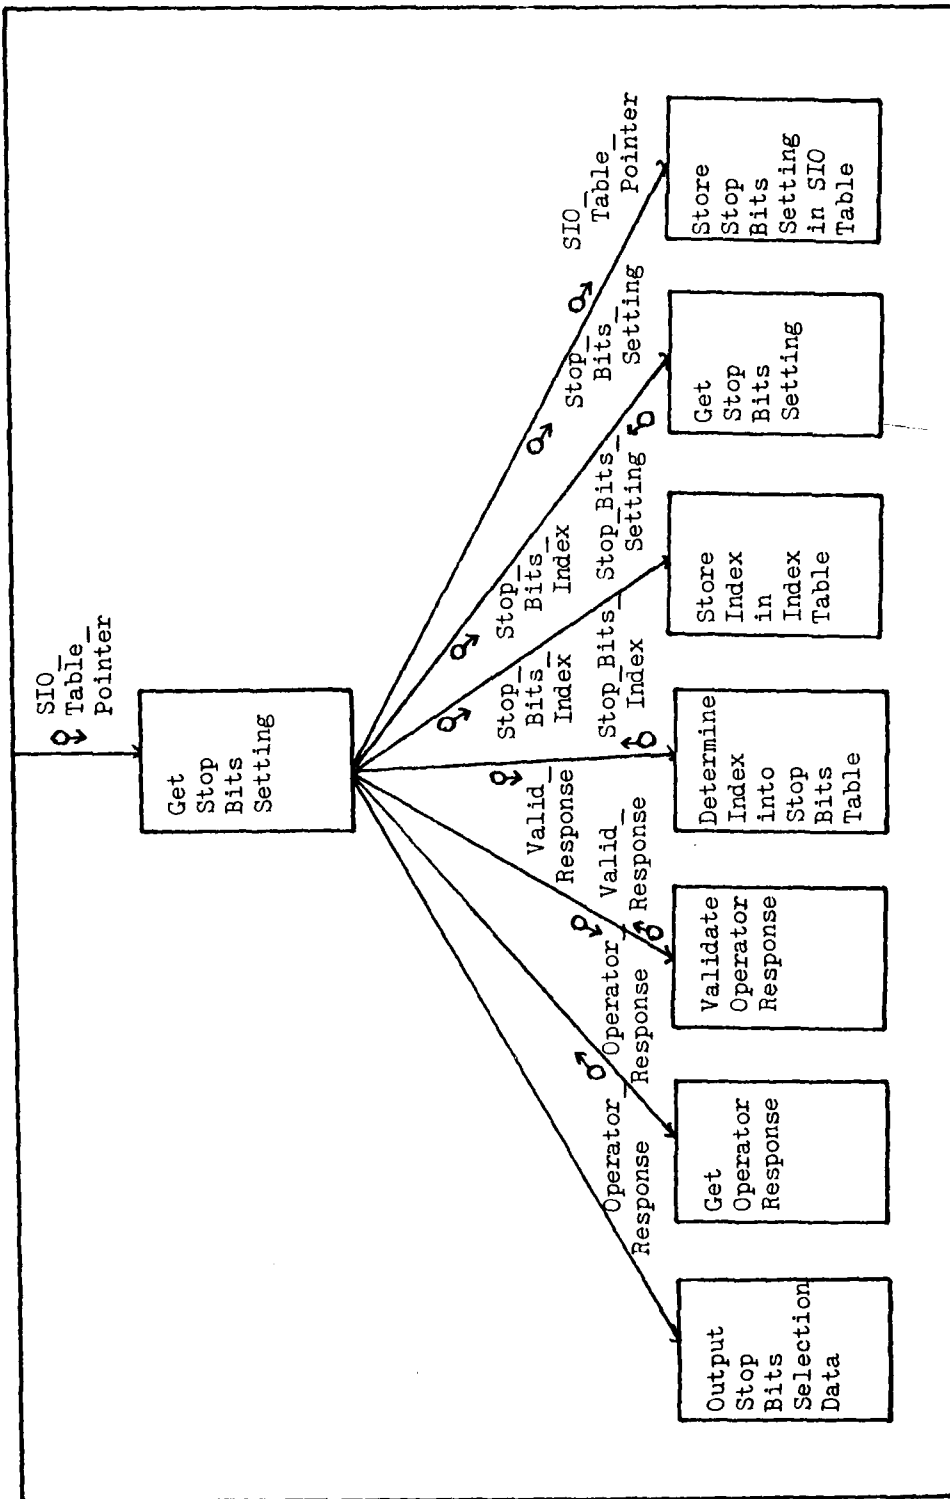 SIO_
Table_
Pointer
Get
Stop
Bits
Setting
SIO_
Table_
Pointer
Stop_
Bits_
Setting
Stop_
Bits_
Index
Stop_Bits_
Setting
Stop_
Bits_
Index
Stop_Bits_
Index
Valid_
Response
Valid_
Response
Operator_
Response
Operator_
Response
Output
Stop
Bits
Selection
Data
Get
Operator
Response
Validate
Operator
Response
Determine
Index
into
Stop
Bits
Table
Store
Index
in
Index
Table
Get
Stop
Bits
Setting
Store
Stop
Bits
Setting
in SIO
Table